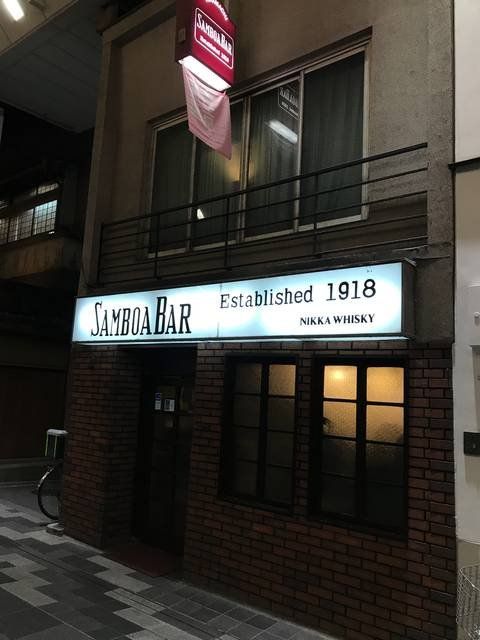 SAMBOA BAR
SAMBOA BAR
Established 1918
NIKKA WHISKY